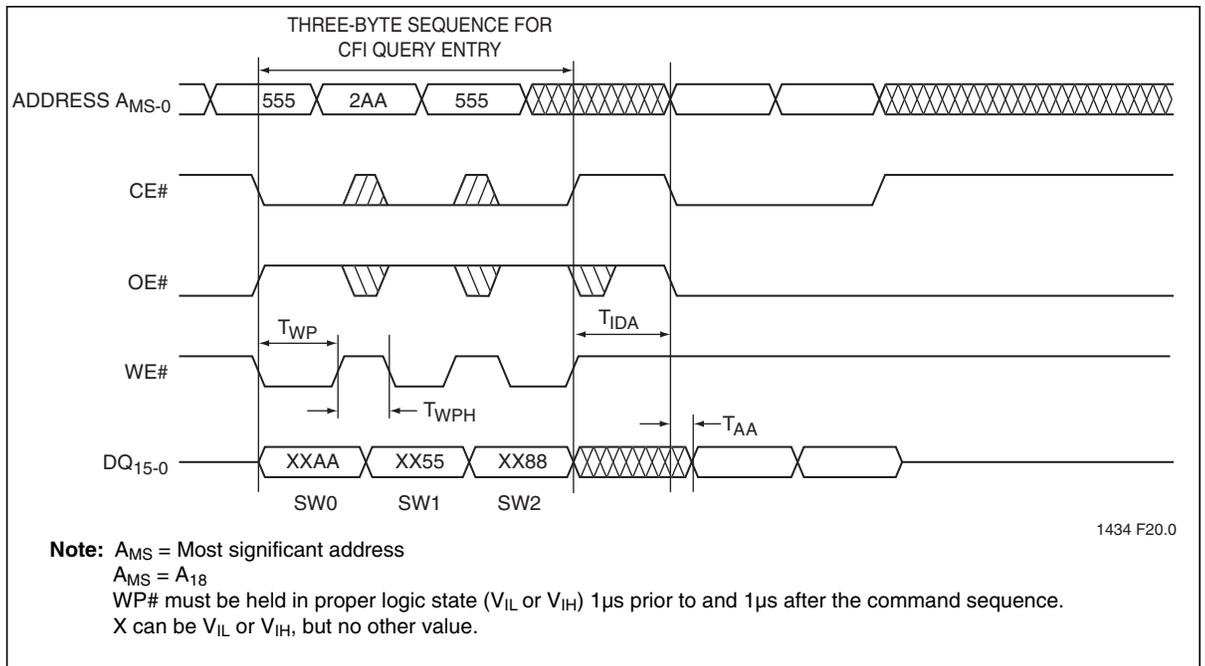 THREE-BYTE SEQUENCE FOR
CFI QUERY ENTRY
ADDRESS AMS-0
555 2AA 555
CE#
OE#
TWP
TIDA
WE#
TWPH
TAA
DQ15-0
XXAA XX55 XX88
SW0 SW1 SW2
1434 F20.0
Note: AMS = Most significant address
AMS = A18
WP# must be held in proper logic state (VIL or VIH) 1µs prior to and 1µs after the command sequence.
X can be VIL or VIH, but no other value.